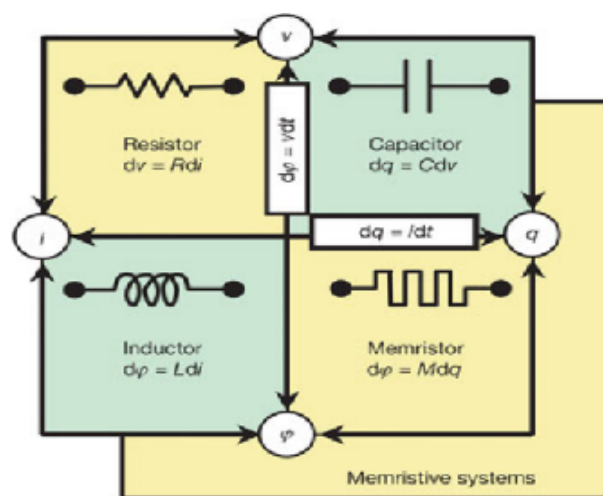 v
Resistor
dv = Rdi
dφ = vdt
Capacitor
dq = Cdv
i
dq = idt
q
Inductor
dφ = Ldi
Memristor
dφ = Mdq
φ
Memristive systems